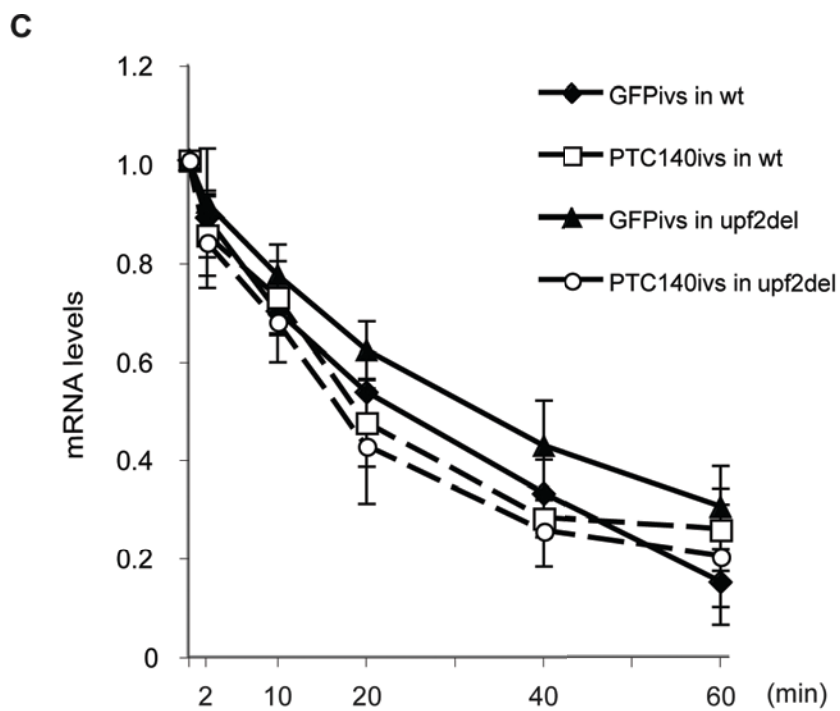 C
1.2
1.0
0.8
0.6
0.4
0.2
0
mRNA levels
GFPivs in wt
PTC140ivs in wt
GFPivs in upf2del
PTC140ivs in upf2del
2 10 20 40 60 (min)